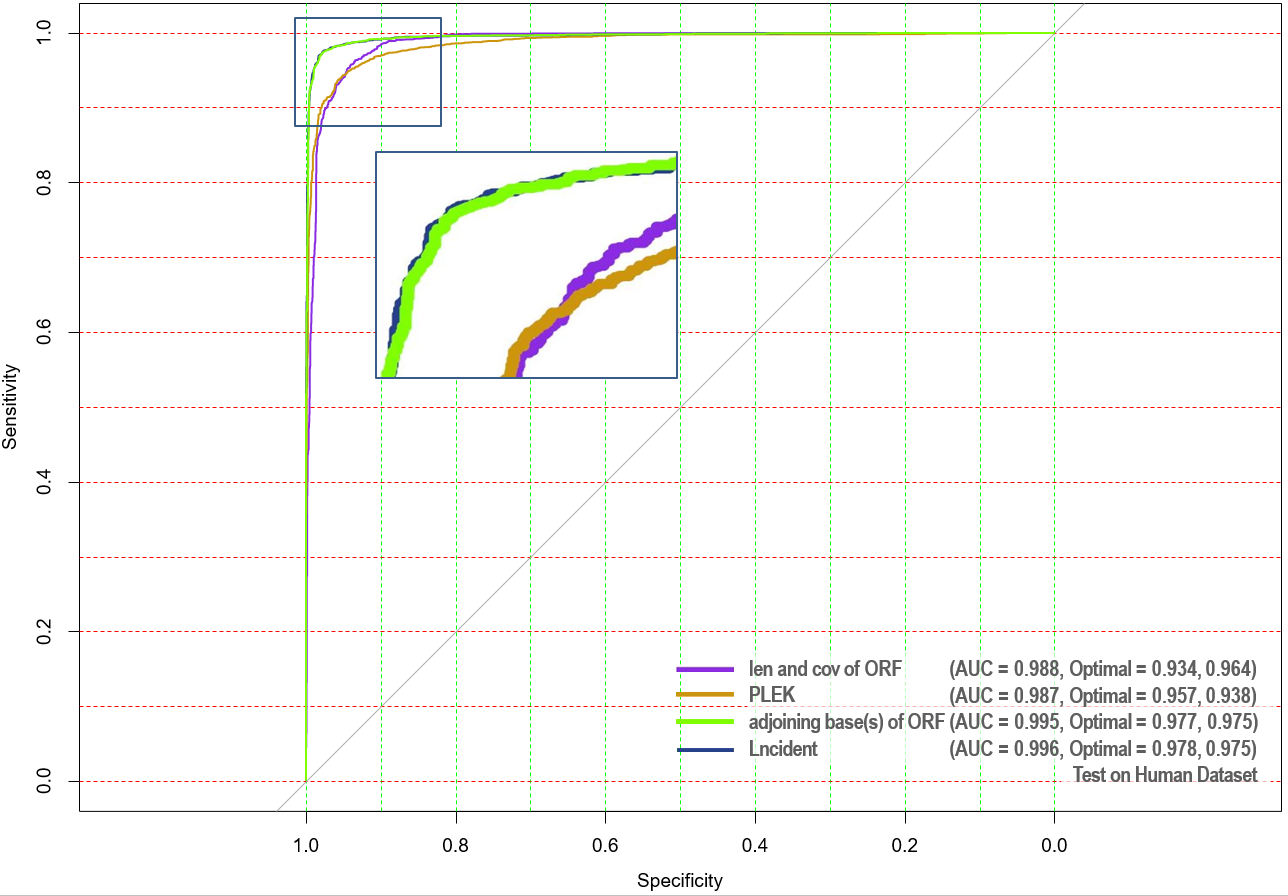 1.0
0.8
0.6
0.4
0.2
0.0
Sensitivity
len and cov of ORF (AUC = 0.988, Optimal = 0.934, 0.964)
PLEK (AUC = 0.987, Optimal = 0.957, 0.938)
adjoining base(s) of ORF (AUC = 0.995, Optimal = 0.977, 0.975)
Lncident (AUC = 0.996, Optimal = 0.978, 0.975)
Test on Human Dataset
1.0 0.8 0.6 0.4 0.2 0.0
Specificity